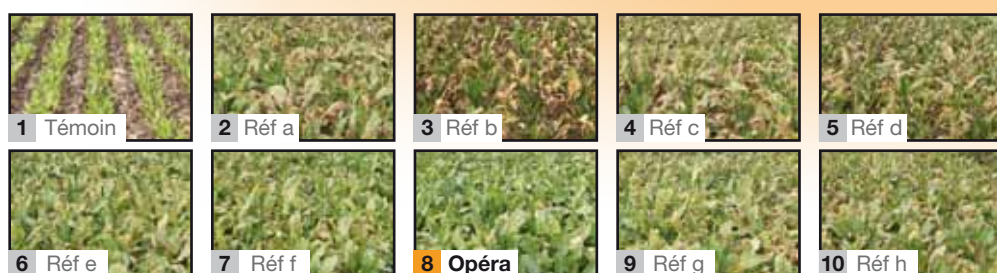 1 Témoin
2 Réf a
3 Réf b
4 Réf c
5 Réf d
6 Réf e
7 Réf f
8 Opéra
9 Réf g
10 Réf h